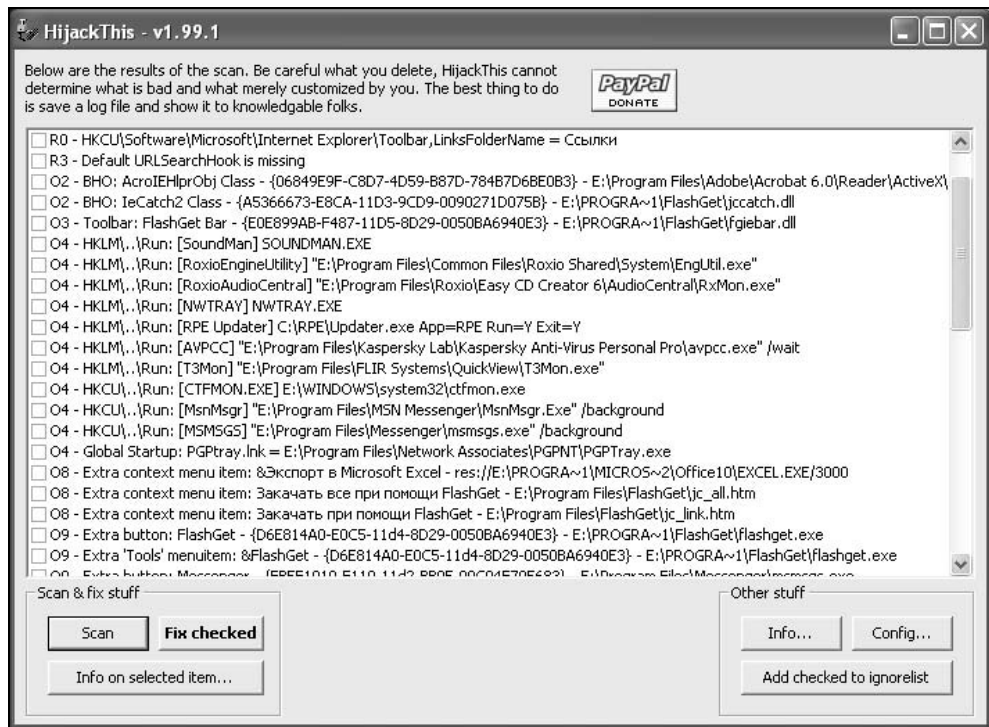 HijackThis - v1.99.1
Below are the results of the scan. Be careful what you delete, HijackThis cannot
determine what is bad and what merely customized by you. The best thing to do
is save a log file and show it to knowledgable folks.
PayPal
DONATE
R0 - HKCU\Software\Microsoft\Internet Explorer\Toolbar,LinksFolderName = Ссылки
R3 - Default URLSearchHook is missing
O2 - BHO: AcroIEHlprObj Class - {06849E9F-C8D7-4D59-B87D-784B7D6BE0B3} - E:\Program Files\Adobe\Acrobat 6.0\Reader\ActiveX\
O2 - BHO: IeCatch2 Class - {A5366673-E8CA-11D3-9CD9-0090271D075B} - E:\PROGRA~1\FlashGet\jccatch.dll
O3 - Toolbar: FlashGet Bar - {E0E899AB-F487-11D5-8D29-0050BA6940E3} - E:\PROGRA~1\FlashGet\fgiebar.dll
O4 - HKLM\..\Run: [SoundMan] SOUNDMAN.EXE
O4 - HKLM\..\Run: [RoxioEngineUtility] "E:\Program Files\Common Files\Roxio Shared\System\EngUtil.exe"
O4 - HKLM\..\Run: [RoxioAudioCentral] "E:\Program Files\Roxio\Easy CD Creator 6\AudioCentral\RxMon.exe"
O4 - HKLM\..\Run: [NWTRAY] NWTRAY.EXE
O4 - HKLM\..\Run: [RPE Updater] C:\RPE\Updater.exe App=RPE Run=Y Exit=Y
O4 - HKLM\..\Run: [AVPCC] "E:\Program Files\Kaspersky Lab\Kaspersky Anti-Virus Personal Pro\avpcc.exe" /wait
O4 - HKLM\..\Run: [T3Mon] "E:\Program Files\FLIR Systems\QuickView\T3Mon.exe"
O4 - HKCU\..\Run: [CTFMON.EXE] E:\WINDOWS\system32\ctfmon.exe
O4 - HKCU\..\Run: [MsnMsgr] "E:\Program Files\MSN Messenger\MsnMsgr.Exe" /background
O4 - HKCU\..\Run: [MSMSGS] "E:\Program Files\Messenger\msmsgs.exe" /background
O4 - Global Startup: PGPtray.lnk = E:\Program Files\Network Associates\PGPNT\PGPTray.exe
O8 - Extra context menu item: &Экспорт в Microsoft Excel - res://E:\PROGRA~1\MICROS~2\Office10\EXCEL.EXE/3000
O8 - Extra context menu item: Закачать все при помощи FlashGet - E:\Program Files\FlashGet\jc_all.htm
O8 - Extra context menu item: Закачать при помощи FlashGet - E:\Program Files\FlashGet\jc_link.htm
O9 - Extra button: FlashGet - {D6E814A0-E0C5-11d4-8D29-0050BA6940E3} - E:\PROGRA~1\FlashGet\flashget.exe
O9 - Extra 'Tools' menuitem: &FlashGet - {D6E814A0-E0C5-11d4-8D29-0050BA6940E3} - E:\PROGRA~1\FlashGet\flashget.exe
O9 - Extra button: Messenger - E:\Program Files\Messenger\msmsgs.exe
Scan & fix stuff
Scan
Fix checked
Info on selected item...
Other stuff
Info...
Config...
Add checked to ignorelist